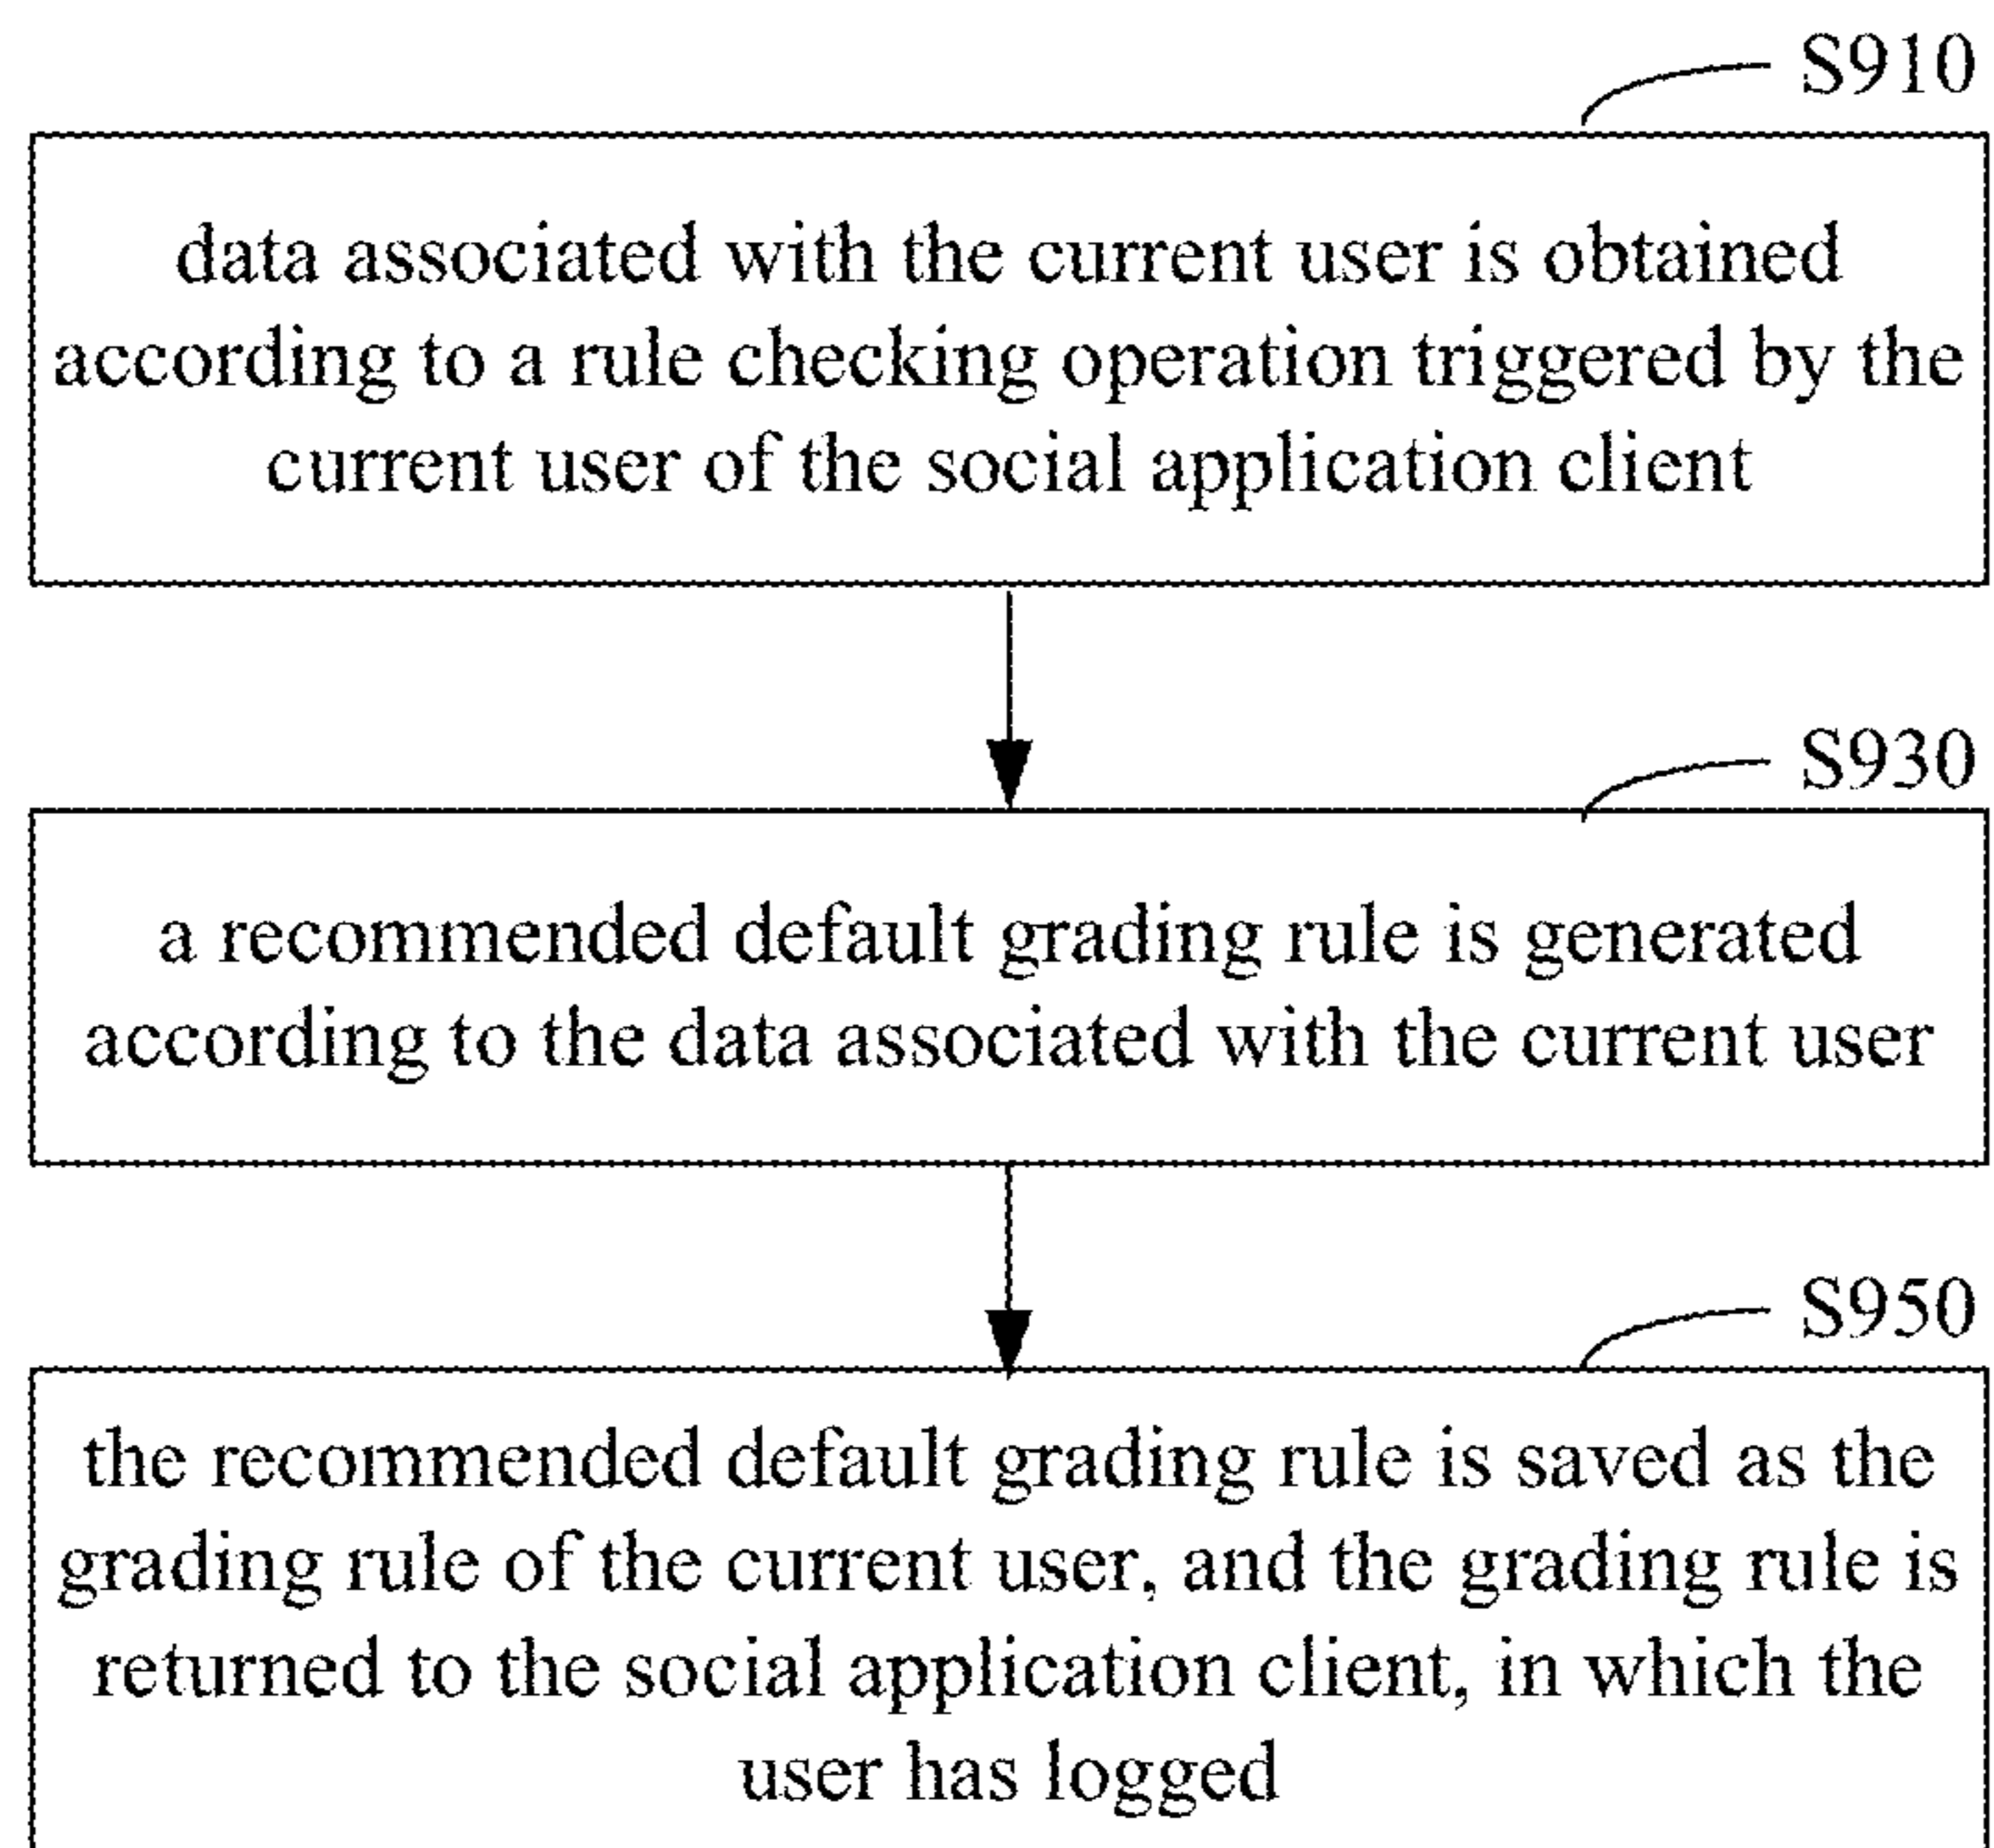 S910
data associated with the current user is obtained
according to a rule checking operation triggered by the
current user of the social application client
S930
a recommended default grading rule is generated
according to the data associated with the current user
S950
the recommended default grading rule is saved as the
grading rule of the current user, and the grading rule is
returned to the social application client, in which the
user has logged